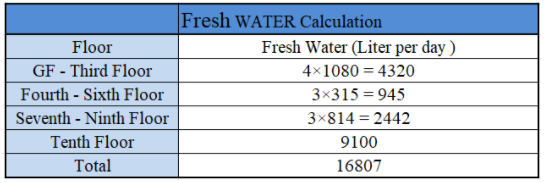 Fresh WATER Calculation
Floor Fresh Water (Liter per day )
GF - Third Floor 4×1080 = 4320
Fourth - Sixth Floor 3×315 = 945
Seventh - Ninth Floor 3×814 = 2442
Tenth Floor 9100
Total 16807